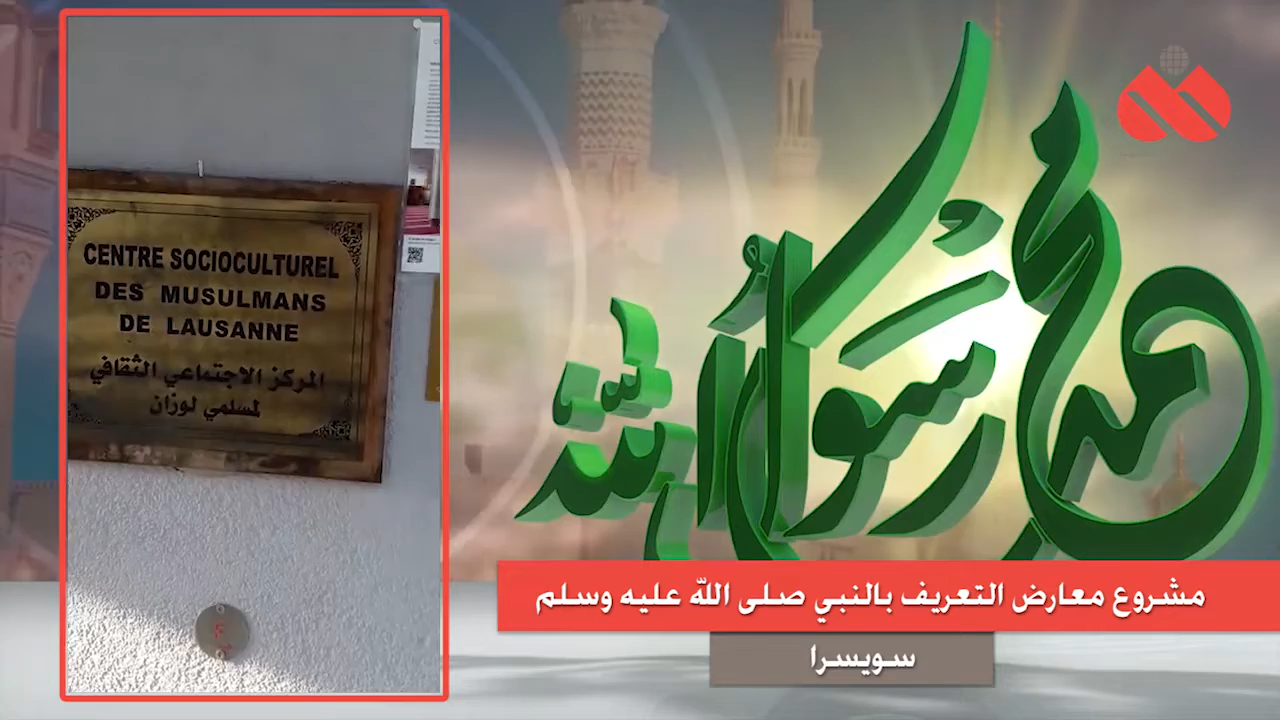 CENTRE SOCIOCULTUREL
DES MUSULMANS
DE LAUSANNE
المركز الاجتماعي الثقافي
لمسلمي لوزان
محمد رسول الله
مشروع معارض التعريف بالنبي صلى الله عليه وسلم
سويسرا